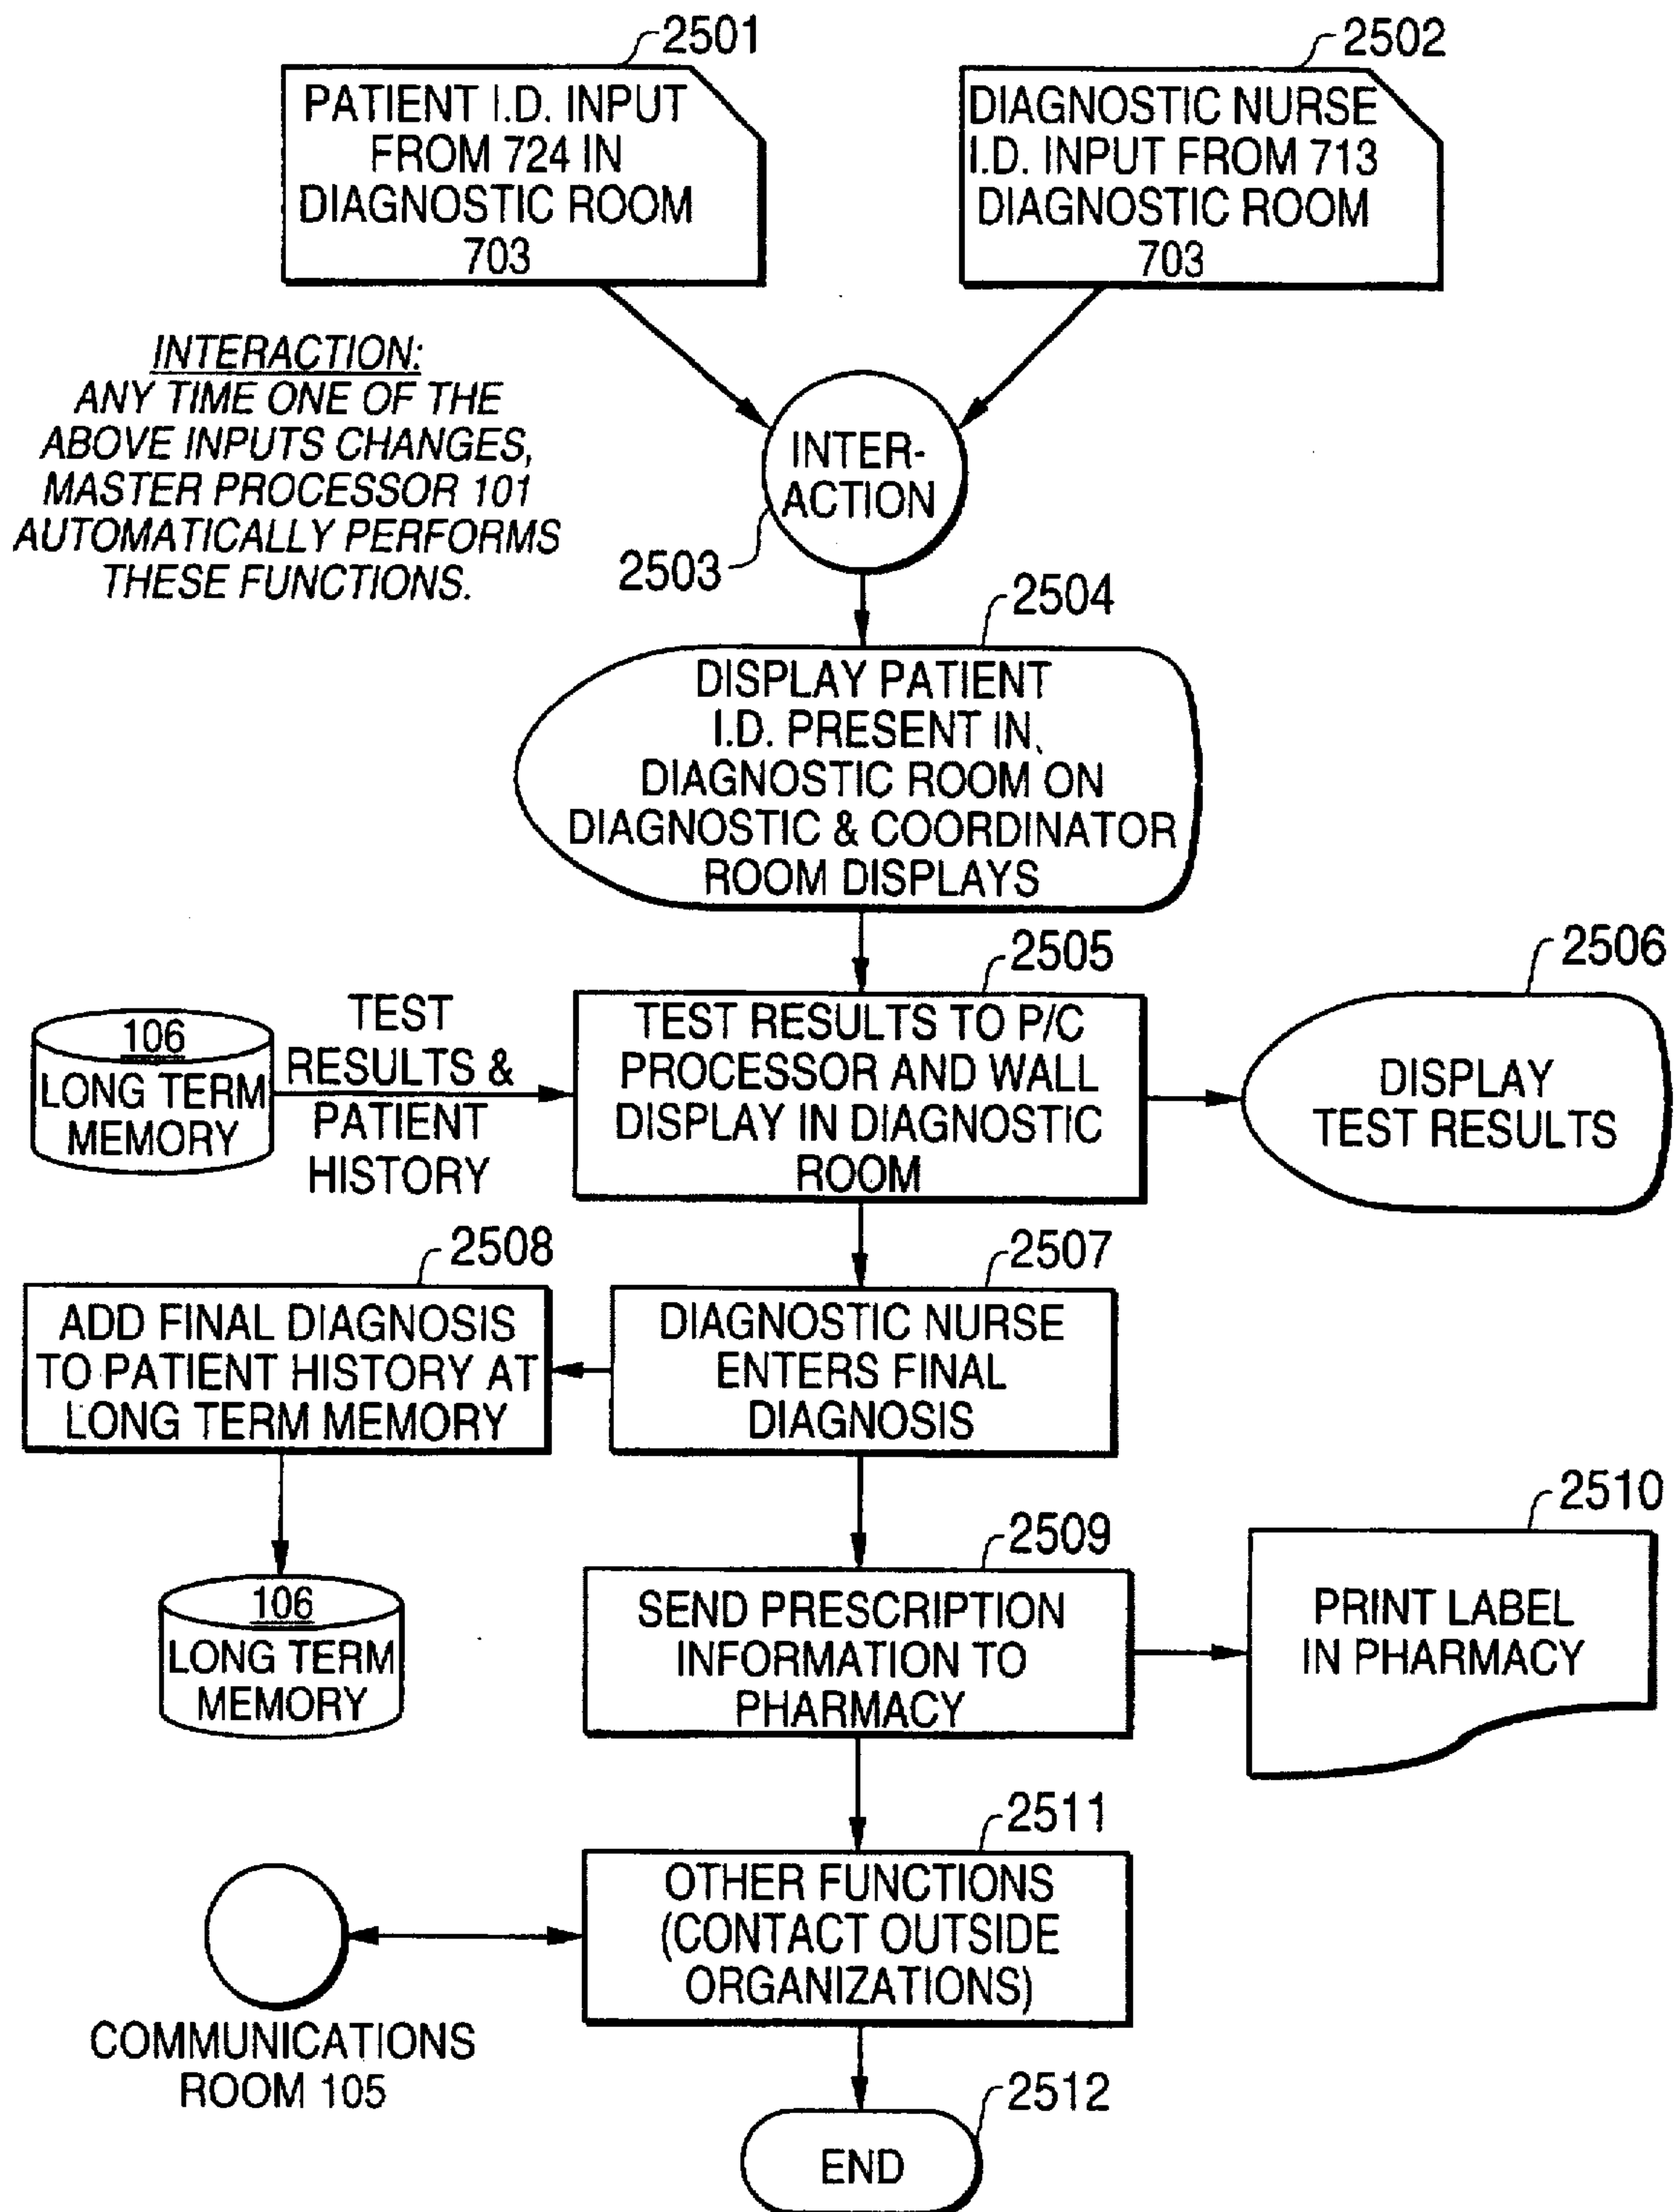 2501
PATIENT I.D. INPUT
FROM 724 IN
DIAGNOSTIC ROOM
703
2502
DIAGNOSTIC NURSE
I.D. INPUT FROM 713
DIAGNOSTIC ROOM
703
INTERACTION:
ANY TIME ONE OF THE
ABOVE INPUTS CHANGES,
MASTER PROCESSOR 101
AUTOMATICALLY PERFORMS
THESE FUNCTIONS.
INTER-
ACTION
2503
2504
DISPLAY PATIENT
I.D. PRESENT IN
DIAGNOSTIC ROOM ON
DIAGNOSTIC & COORDINATOR
ROOM DISPLAYS
106
LONG TERM
MEMORY
TEST
RESULTS &
PATIENT
HISTORY
2505
TEST RESULTS TO P/C
PROCESSOR AND WALL
DISPLAY IN DIAGNOSTIC
ROOM
2506
DISPLAY
TEST RESULTS
2508
ADD FINAL DIAGNOSIS
TO PATIENT HISTORY AT
LONG TERM MEMORY
2507
DIAGNOSTIC NURSE
ENTERS FINAL
DIAGNOSIS
106
LONG TERM
MEMORY
2509
SEND PRESCRIPTION
INFORMATION TO
PHARMACY
2510
PRINT LABEL
IN PHARMACY
2511
OTHER FUNCTIONS
(CONTACT OUTSIDE
ORGANIZATIONS)
COMMUNICATIONS
ROOM 105
2512
END